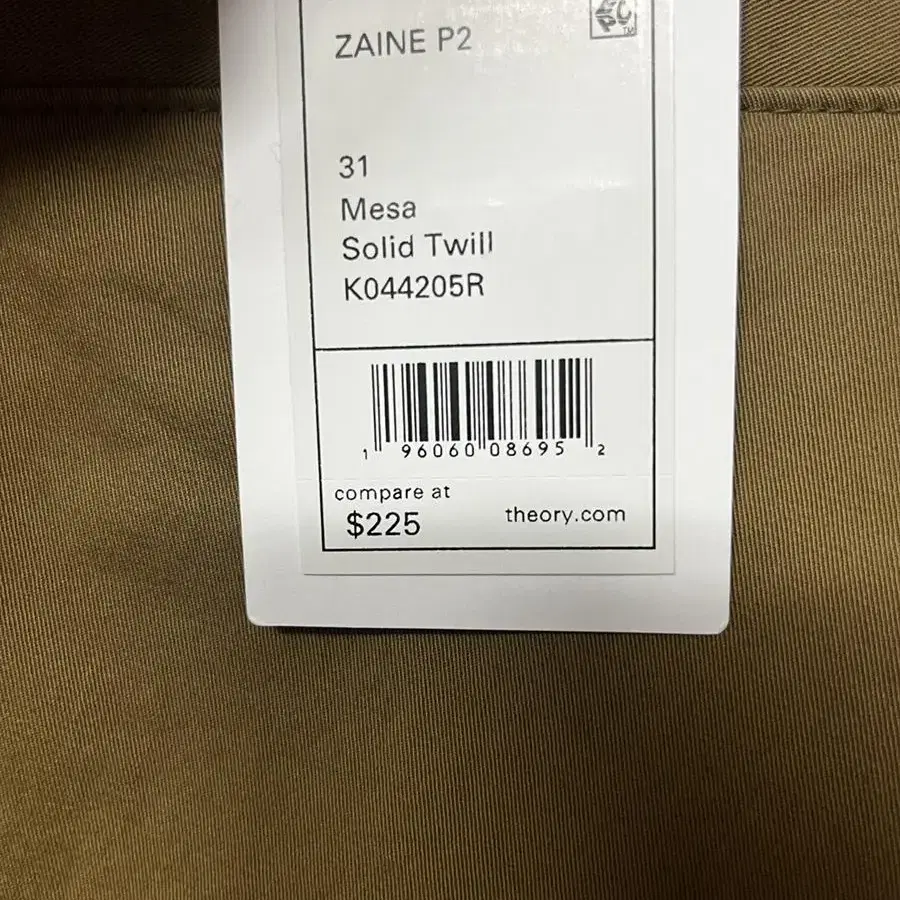 ZAINE P2
31
Mesa
Solid Twill
K044205R
1 96060 08695 2
compare at
$225
theory.com